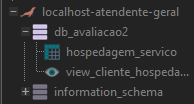 localhost-atendente-geral
db_avaliacao2
hospedagem_servico
view_cliente_hospeda...
information_schema